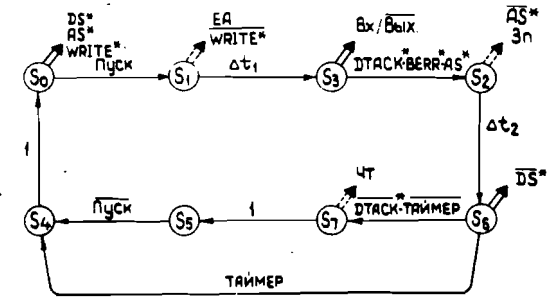 DS*
AS*
WRITE*
S0
Пуск
EA
WRITE*
S1
Δt1
Вх/Вых
S3
DTACK*·BERR·AS*
AS*
Зп
S2
Δt2
1
S4
Пуск
S5
1
ЧТ
S7
DTACK*·ТАЙМЕР
DS*
S6
ТАЙМЕР